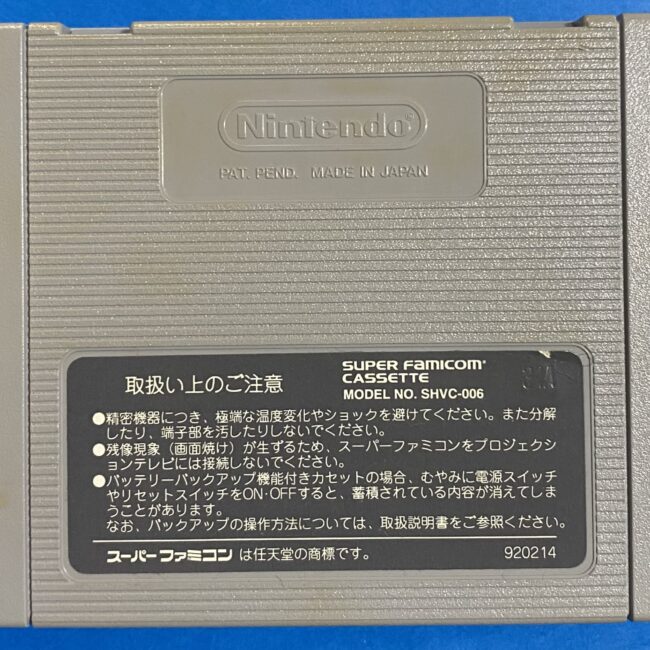 Nintendo®
PAT. PEND. MADE IN JAPAN
取扱い上のご注意
SUPER FAMICOM®
CASSETTE
MODEL NO. SHVC-006
●精密機器につき、極端な温度変化やショックを避けてください。また分解
したり、端子部を汚したりしないでください。
●残像現象（画面焼け）が生ずるため、スーパーファミコンをプロジェクシ
ョンテレビには接続しないでください。
●バッテリーバックアップ機能付きカセットの場合、むやみに電源スイッチ
やリセットスイッチをON・OFFすると、蓄積されている内容が消えてしま
うことがあります。
なお、バックアップの操作方法については、取扱説明書をご参照ください。
スーパーファミコン は任天堂の商標です。 920214